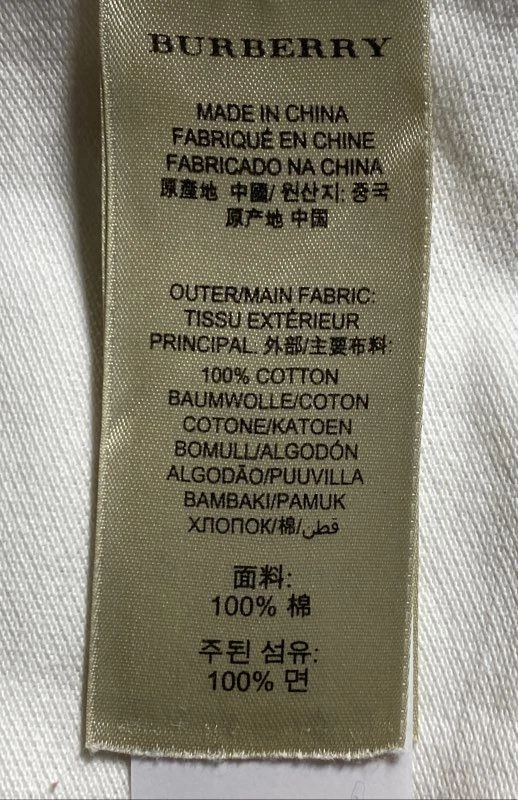 BURBERRY
MADE IN CHINA
FABRIQUÉ EN CHINE
FABRICADO NA CHINA
原產地 中國/ 원산지: 중국
原产地 中国
OUTER/MAIN FABRIC:
TISSU EXTÉRIEUR
PRINCIPAL. 外部/主要布料:
100% COTTON
BAUMWOLLE/COTON
COTONE/KATOEN
BOMULL/ALGODÓN
ALGODÃO/PUUVILLA
BAMBAKI/PAMUK
ХЛОПОК/棉/قطن
面料:
100% 棉
주된 섬유:
100% 면